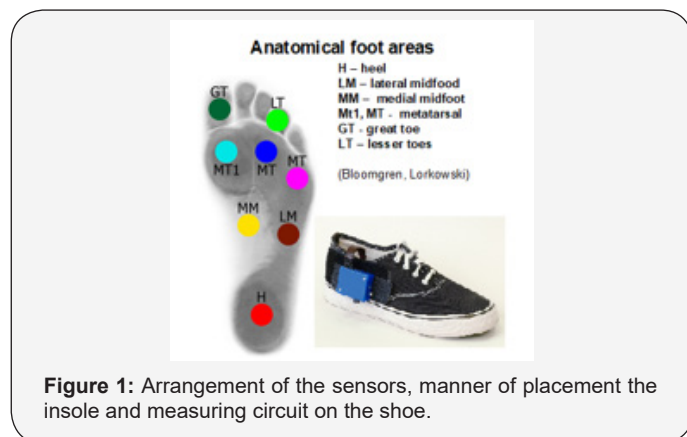 Anatomical foot areas
H – heel
LM – lateral midfood
MM – medial midfoot
Mt1, MT - metatarsal
GT - great toe
LT – lesser toes
(Bloomgren, Lorkowski)
GT
LT
MT1
MT
MT
MM
LM
H
Figure 1: Arrangement of the sensors, manner of placement the
insole and measuring circuit on the shoe.